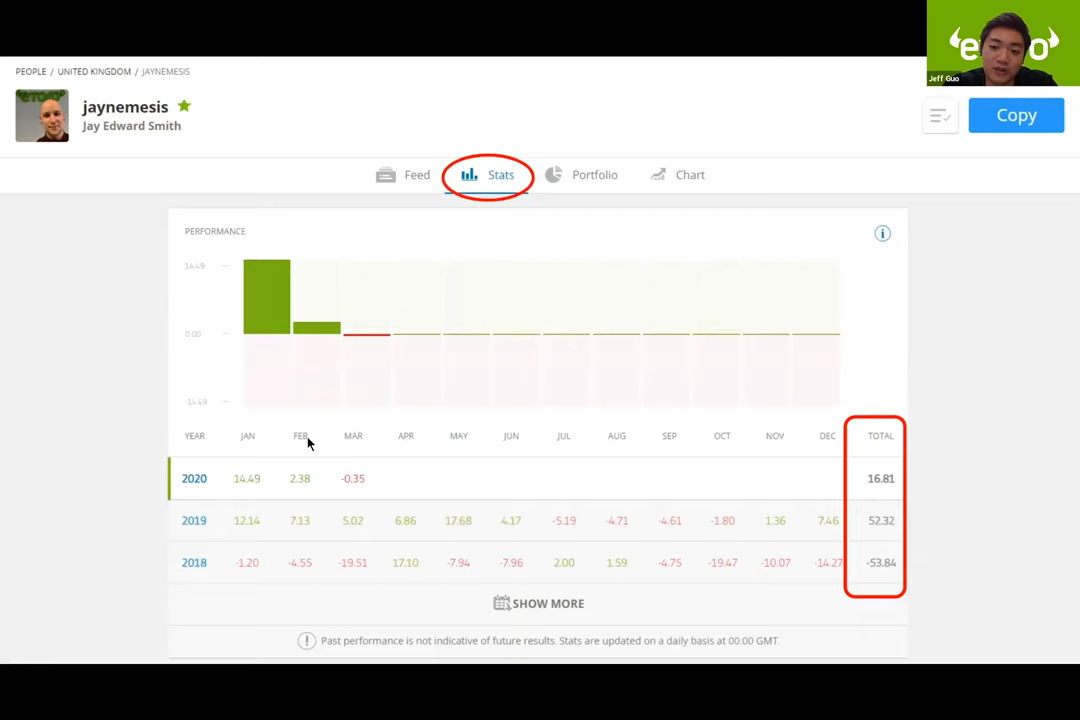 Jeff Guo
PEOPLE / UNITED KINGDOM / JAYNEMESIS
jaynemesis
Jay Edward Smith
Copy
Feed Stats Portfolio Chart
PERFORMANCE
14.49
0.00
-14.49
YEAR JAN FEB MAR APR MAY JUN JUL AUG SEP OCT NOV DEC TOTAL
2020 14.49 2.38 -0.35 16.81
2019 12.14 7.13 5.02 6.86 17.68 4.17 -5.19 -4.71 -4.61 -1.80 1.36 7.46 52.32
2018 -1.20 -4.55 -19.51 17.10 -7.94 -7.96 2.00 1.59 -4.75 -19.47 -10.07 -14.27 -53.84
SHOW MORE
Past performance is not indicative of future results. Stats are updated on a daily basis at 00:00 GMT.